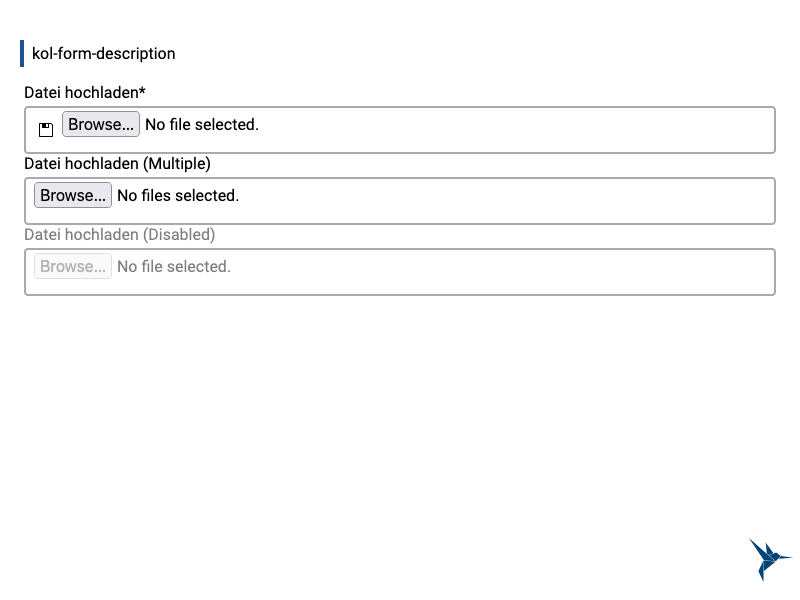 kol-form-description
Datei hochladen*
Browse... No file selected.
Datei hochladen (Multiple)
Browse... No files selected.
Datei hochladen (Disabled)
Browse... No file selected.